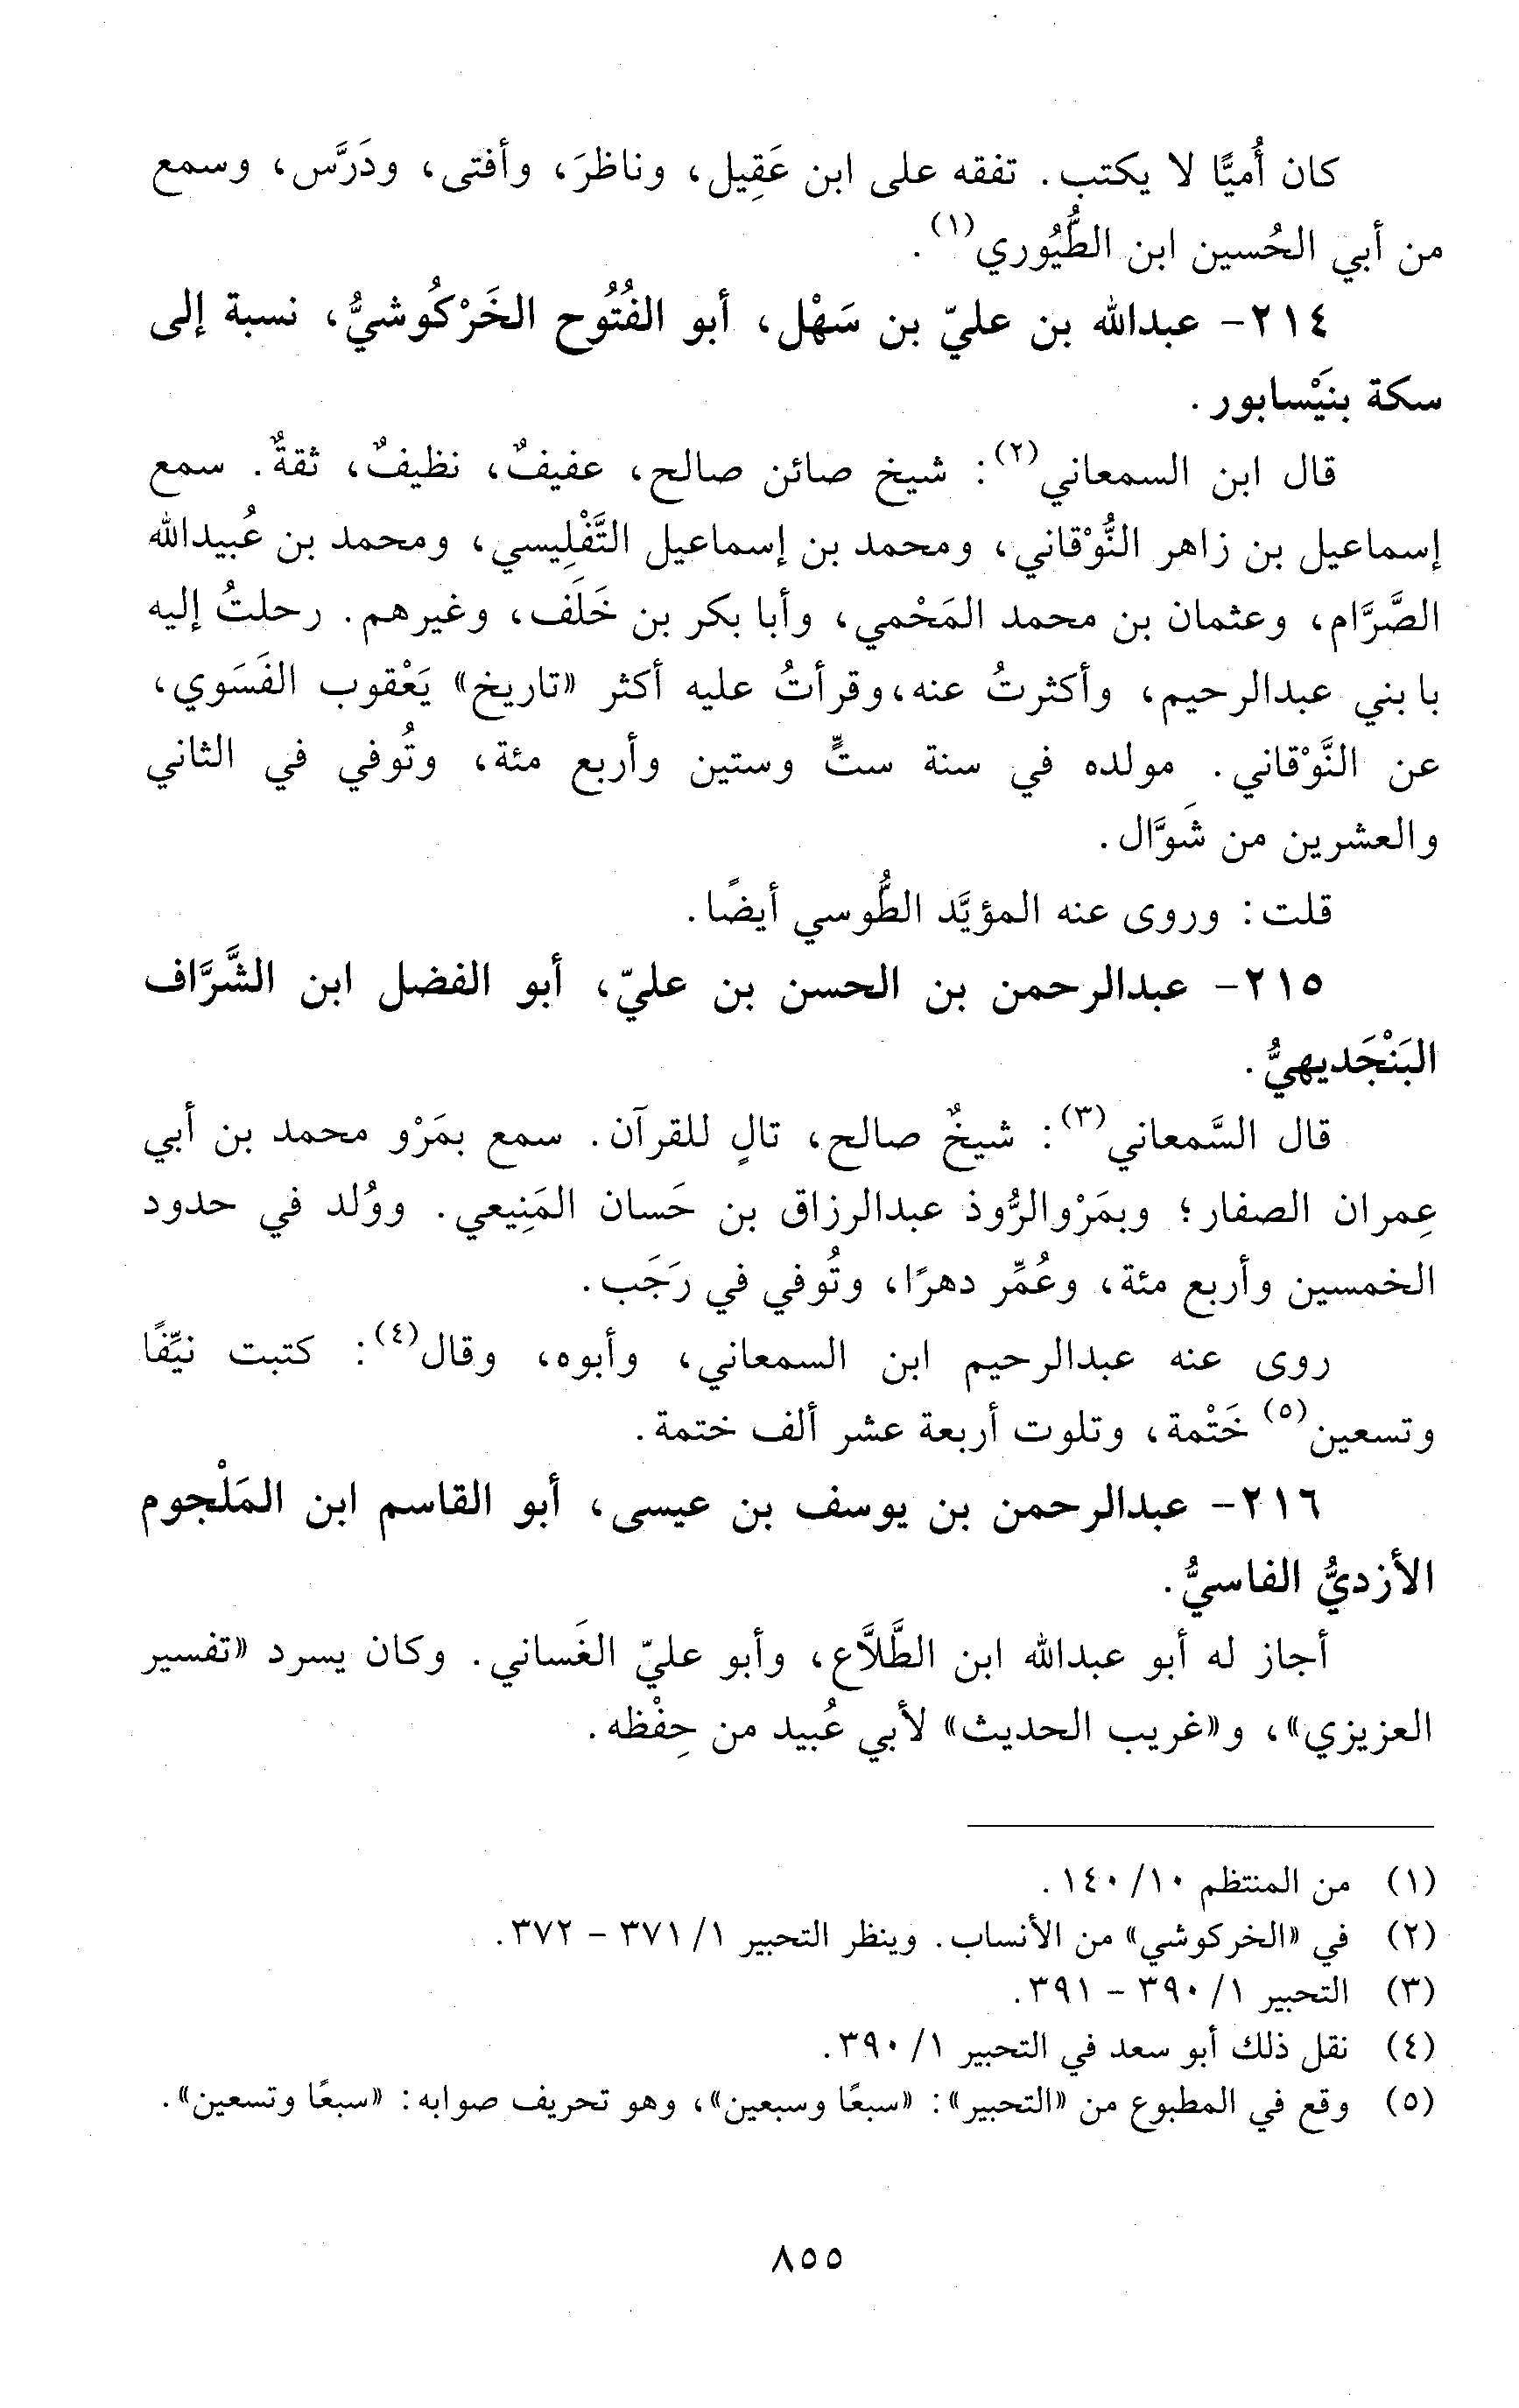 كان أُميًّا لا يكتب. تفقه على ابن عَقِيل، وناظرَ، وأفتى، ودَرَّس، وسمع
من أبي الحُسين ابن الطُّيُوري(١).
٢١٤- عبدالله بن عليّ بن سَهْل، أبو الفُتُوح الخَرْكُوشيُّ، نسبة إلى
سكة بنَيْسابور.
قال ابن السمعاني(٢): شيخ صائن صالح، عفيفٌ، نظيفٌ، ثقةٌ. سمع
إسماعيل بن زاهر النُّوْقاني، ومحمد بن إسماعيل التَّفْلِيسي، ومحمد بن عُبيدالله
الصَّرَّام، وعثمان بن محمد المَحْمي، وأبا بكر بن خَلَف، وغيرهم. رحلتُ إليه
بابني عبدالرحيم، وأكثرتُ عنه،وقرأتُ عليه أكثر «تاريخ» يَعْقوب الفَسَوي،
عن النَّوْقاني. مولده في سنة ستٍّ وستين وأربع مئة، وتُوفي في الثاني
والعشرين من شَوَّال.
قلت: وروى عنه المؤيَّد الطُّوسي أيضًا.
٢١٥- عبدالرحمن بن الحسن بن عليّ، أبو الفضل ابن الشَّرَّاف
البَنْجَديهيُّ.
قال السَّمعاني(٣): شيخٌ صالح، تالٍ للقرآن. سمع بمَرْو محمد بن أبي
عِمران الصفار؛ وبمَرْوالرُّوذ عبدالرزاق بن حَسان المَنِيعي. ووُلد في حدود
الخمسين وأربع مئة، وعُمِّر دهرًا، وتُوفي في رَجَب.
روى عنه عبدالرحيم ابن السمعاني، وأبوه، وقال(٤): كتبت نيِّفًا
وتسعين(٥) خَتْمة، وتلوت أربعة عشر ألف ختمة.
٢١٦- عبدالرحمن بن يوسف بن عيسى، أبو القاسم ابن المَلْجوم
الأزديُّ الفاسيُّ.
أجاز له أبو عبدالله ابن الطَّلاَّع، وأبو عليّ الغَساني. وكان يسرد «تفسير
العزيزي»، و«غريب الحديث» لأبي عُبيد من حِفْظه.
(١) من المنتظم ١٠/ ١٤٠.
(٢) في «الخركوشي» من الأنساب. وينظر التحبير ١/ ٣٧١ - ٣٧٢.
(٣) التحبير ١/ ٣٩٠ - ٣٩١.
(٤) نقل ذلك أبو سعد في التحبير ١/ ٣٩٠.
(٥) وقع في المطبوع من «التحبير»: «سبعًا وسبعين»، وهو تحريف صوابه: «سبعًا وتسعين».
٨٥٥